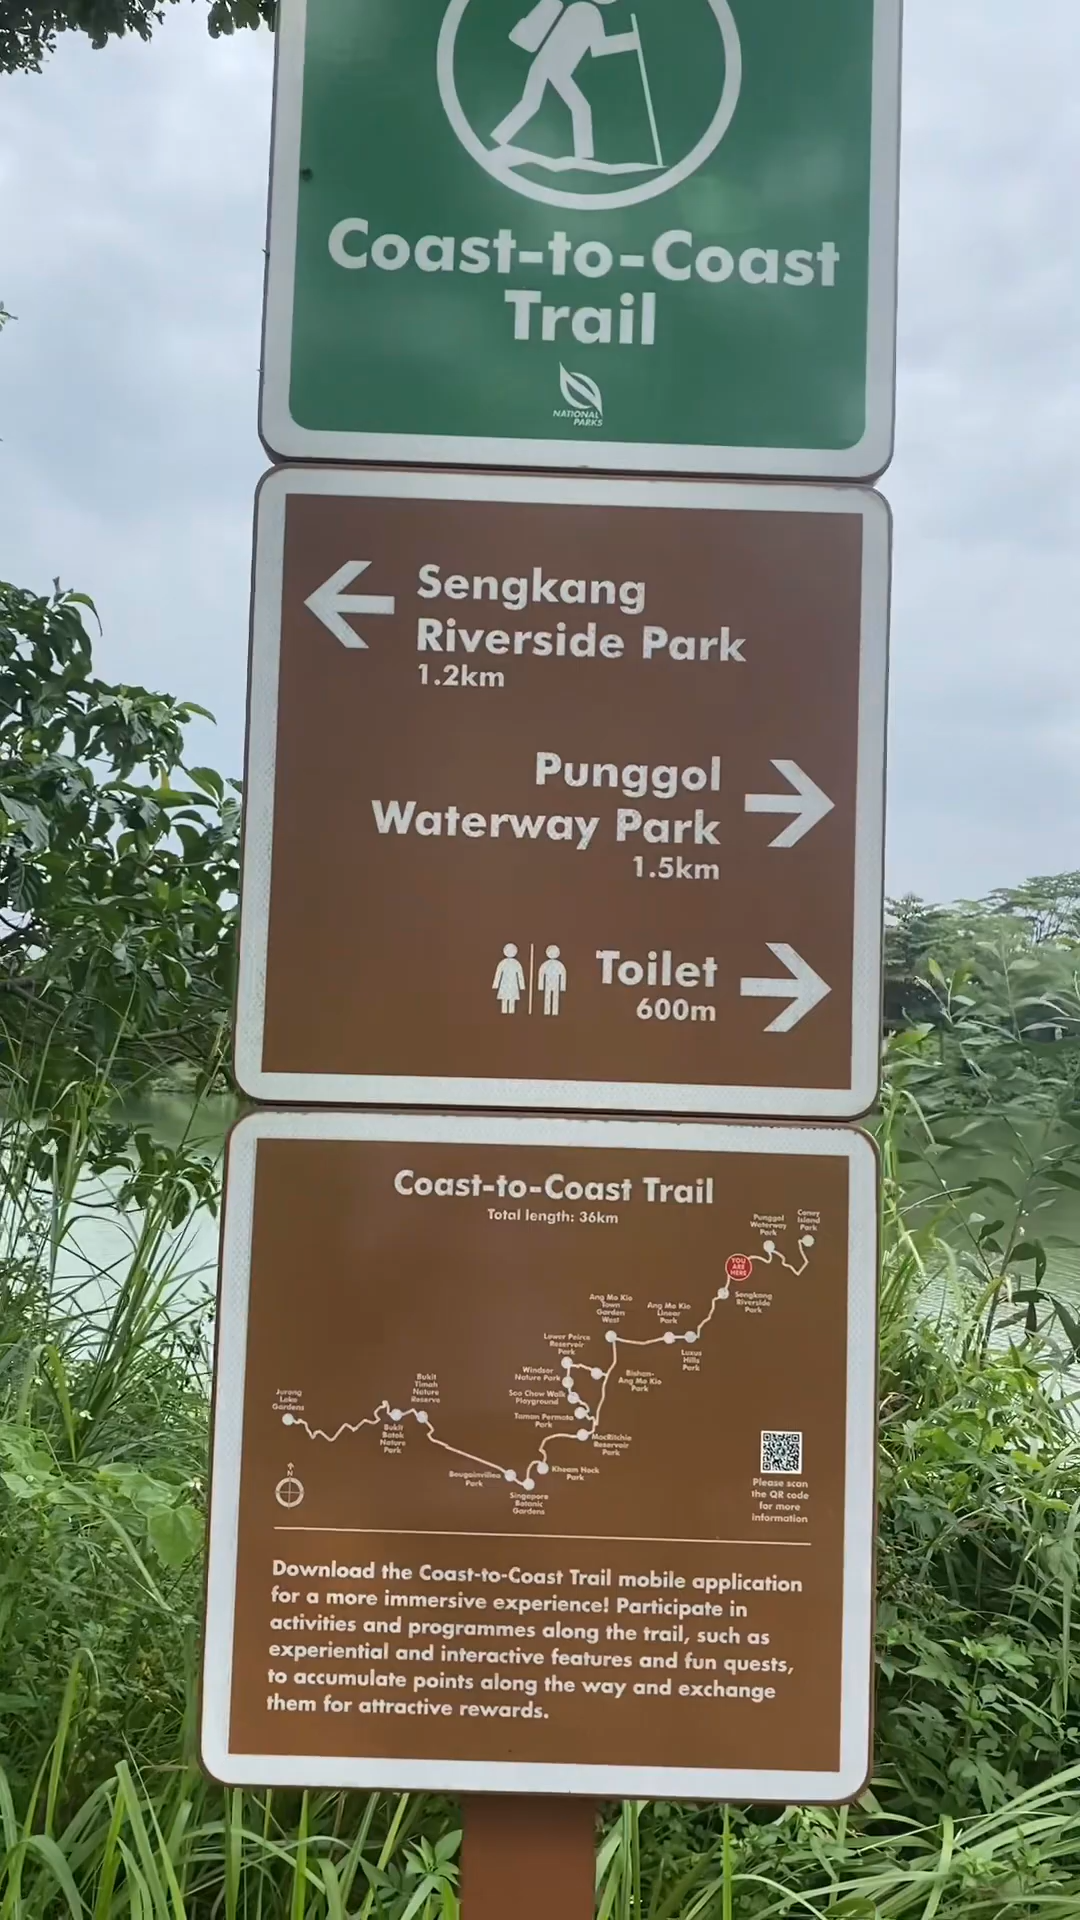 Coast-to-Coast
Trail
NATIONAL
PARKS
Sengkang
Riverside Park
1.2km
Punggol
Waterway Park
1.5km
Toilet
600m
Coast-to-Coast Trail
Total length: 36km
Punggol
Waterway
Park
Coney
Island
Park
YOU
ARE
HERE
Sengkang
Riverside
Park
Ang Mo Kio
Town
Garden
West
Ang Mo Kio
Linear
Park
Luxus
Hills
Park
Lower Peirce
Reservoir
Park
Windsor
Nature Park
Bishan-
Ang Mo Kio
Park
Soo Chow Walk
Playground
Taman Permata
Park
MacRitchie
Reservoir
Park
Jurong
Lake
Gardens
Bukit
Timah
Nature
Reserve
Bukit
Batok
Nature
Park
Bougainvillea
Park
Kheam Hock
Park
Singapore
Botanic
Gardens
N
Please scan
the QR code
for more
information
Download the Coast-to-Coast Trail mobile application
for a more immersive experience! Participate in
activities and programmes along the trail, such as
experiential and interactive features and fun quests,
to accumulate points along the way and exchange
them for attractive rewards.